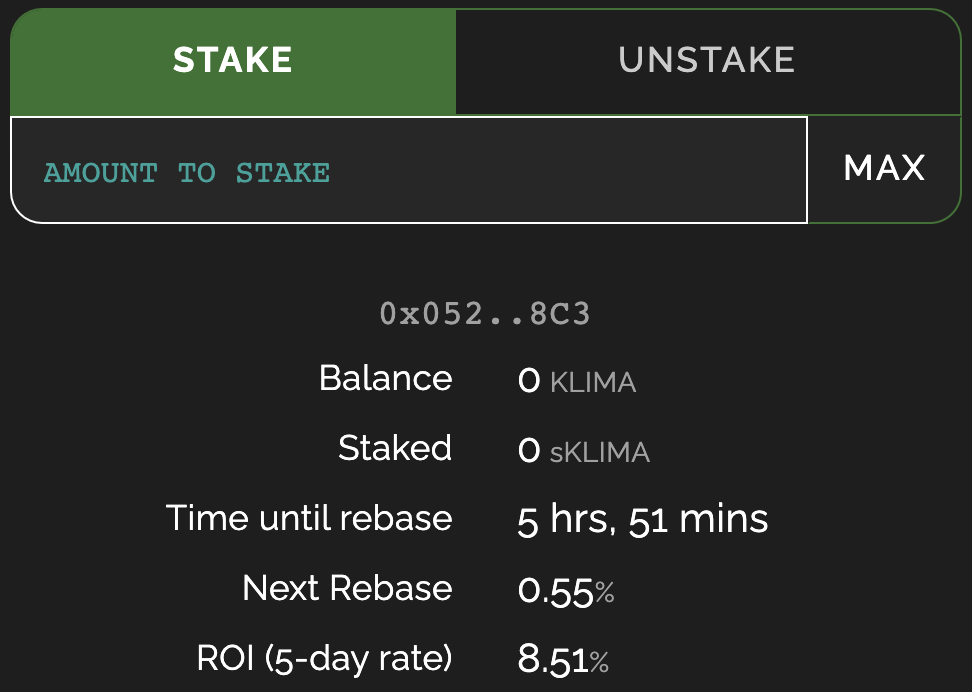 STAKE UNSTAKE
AMOUNT TO STAKE MAX
0x052..8C3
Balance 0 KLIMA
Staked 0 sKLIMA
Time until rebase 5 hrs, 51 mins
Next Rebase 0.55%
ROI (5-day rate) 8.51%